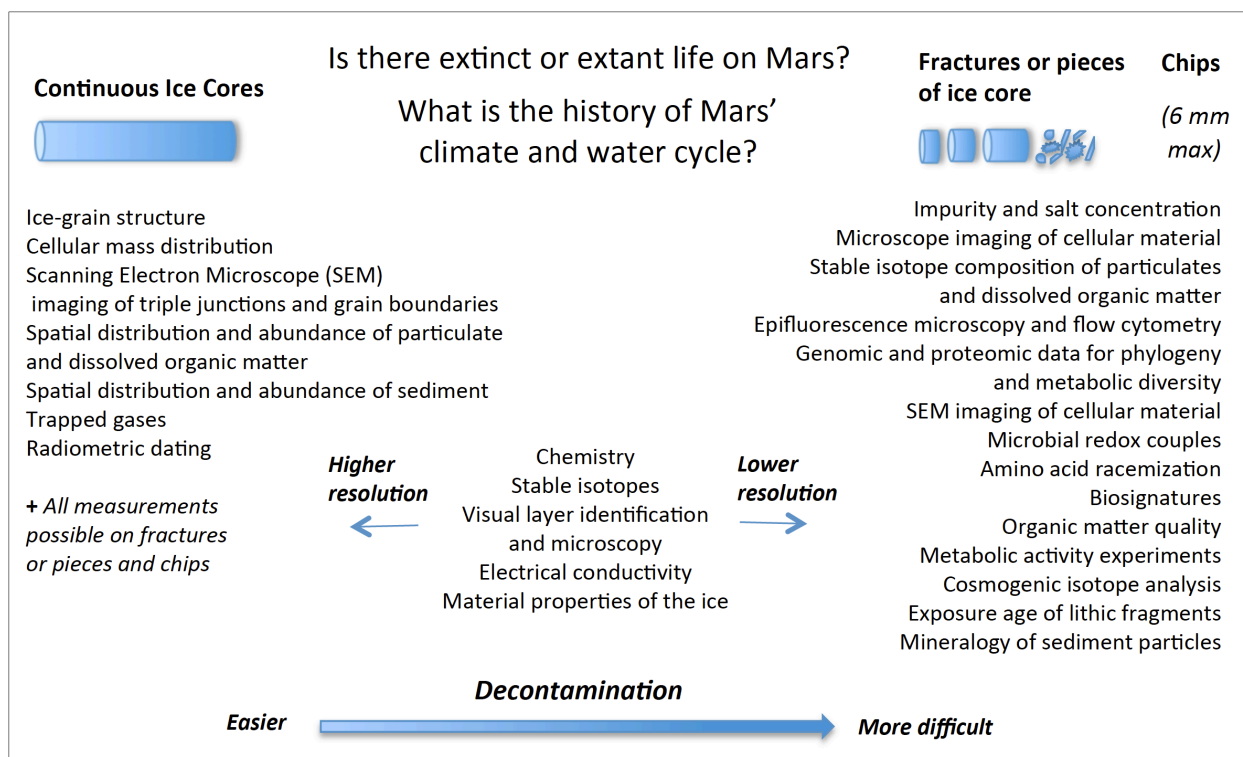 Is there extinct or extant life on Mars?
What is the history of Mars’
climate and water cycle?
Continuous Ice Cores
Fractures or pieces
of ice core
Chips
(6 mm
max)
Ice-grain structure
Cellular mass distribution
Scanning Electron Microscope (SEM)
imaging of triple junctions and grain boundaries
Spatial distribution and abundance of particulate
and dissolved organic matter
Spatial distribution and abundance of sediment
Trapped gases
Radiometric dating
+ All measurements
possible on fractures
or pieces and chips
Higher
resolution
Chemistry
Stable isotopes
Visual layer identification
and microscopy
Electrical conductivity
Material properties of the ice
Lower
resolution
Impurity and salt concentration
Microscope imaging of cellular material
Stable isotope composition of particulates
and dissolved organic matter
Epifluorescence microscopy and flow cytometry
Genomic and proteomic data for phylogeny
and metabolic diversity
SEM imaging of cellular material
Microbial redox couples
Amino acid racemization
Biosignatures
Organic matter quality
Metabolic activity experiments
Cosmogenic isotope analysis
Exposure age of lithic fragments
Mineralogy of sediment particles
Decontamination
Easier
More difficult